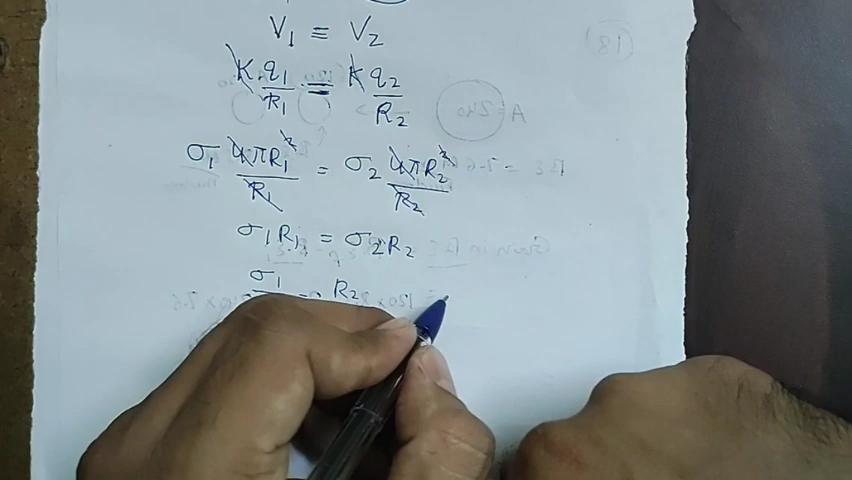 V₁ ≡ V₂
K q₁ / R₁ = K q₂ / R₂
σ₁ 4πR₁² / R₁ = σ₂ 4πR₂² / R₂
σ₁R₁ = σ₂R₂
σ₁ R₂